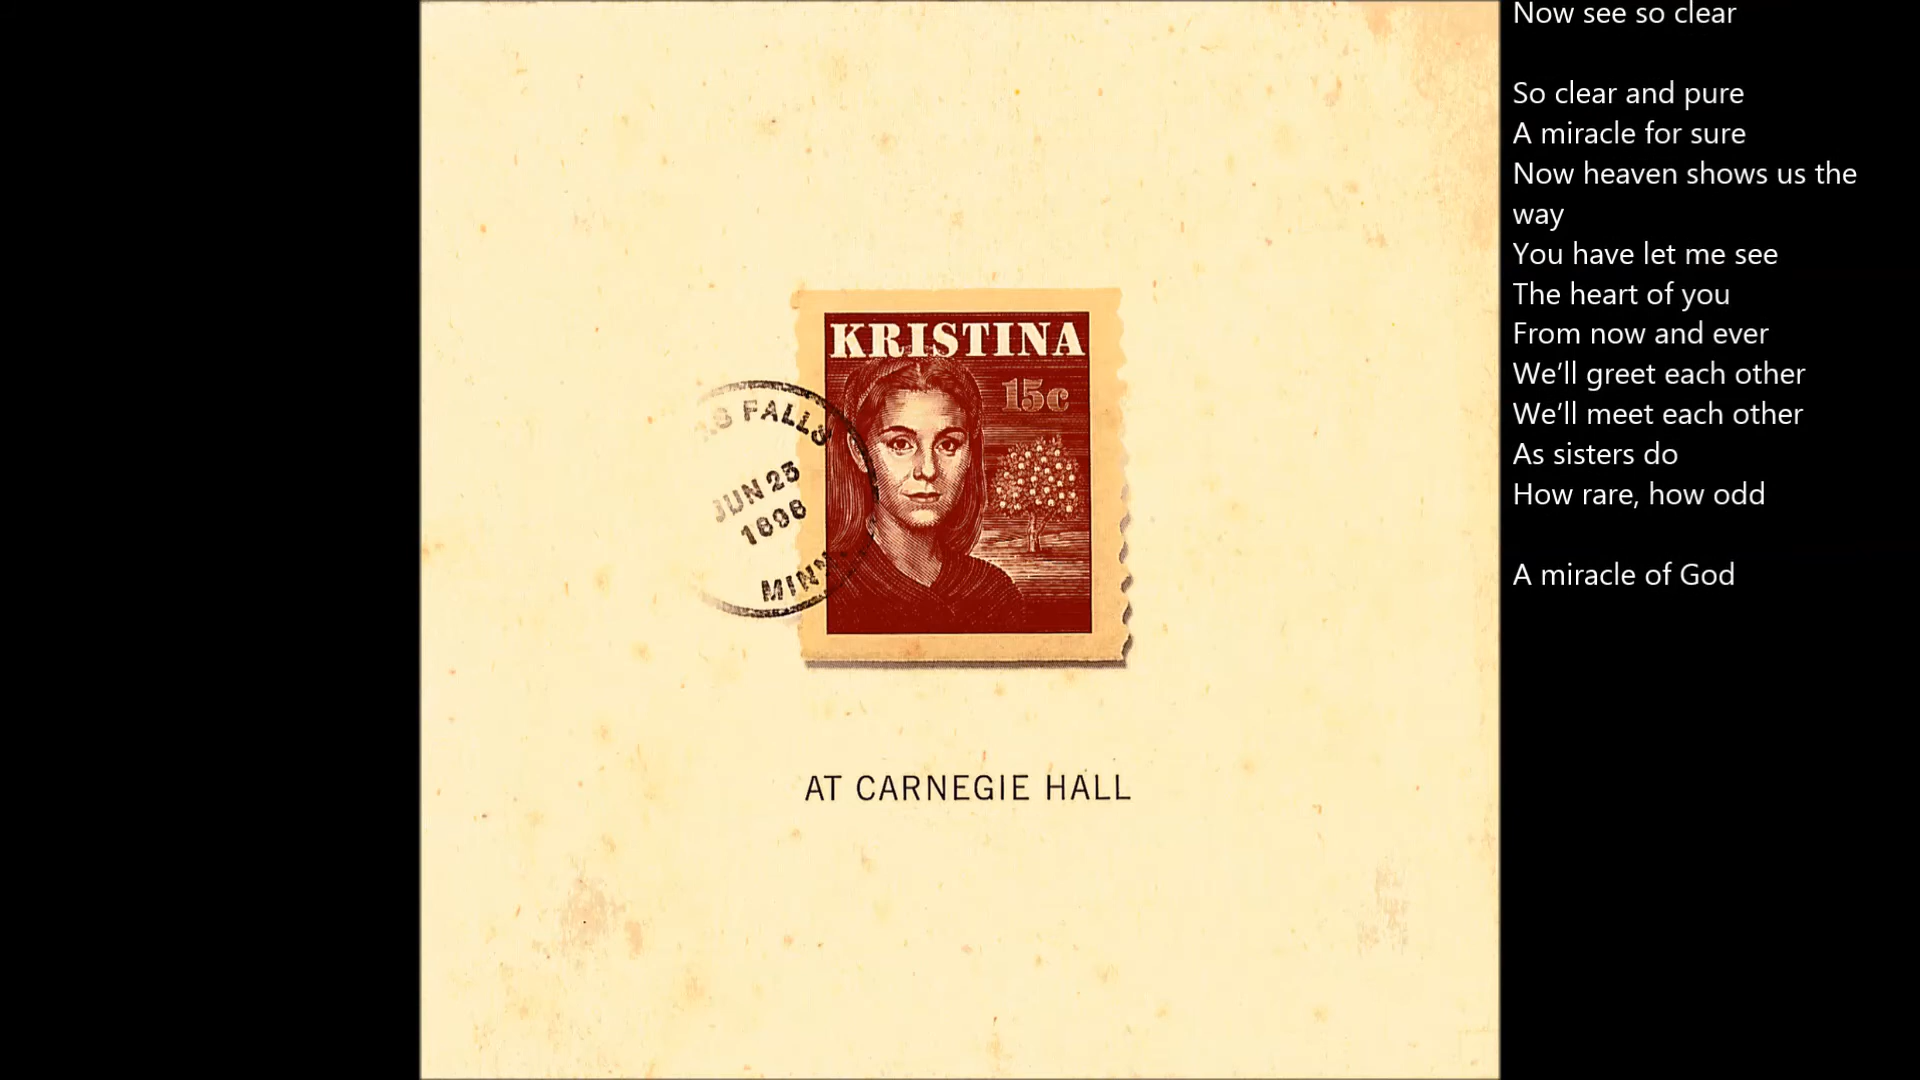 KRISTINA
15c
FALLS
JUN 23
MINN
AT CARNEGIE HALL
Now see so clear
So clear and pure
A miracle for sure
Now heaven shows us the
way
You have let me see
The heart of you
From now and ever
We’ll greet each other
We’ll meet each other
As sisters do
How rare, how odd
A miracle of God